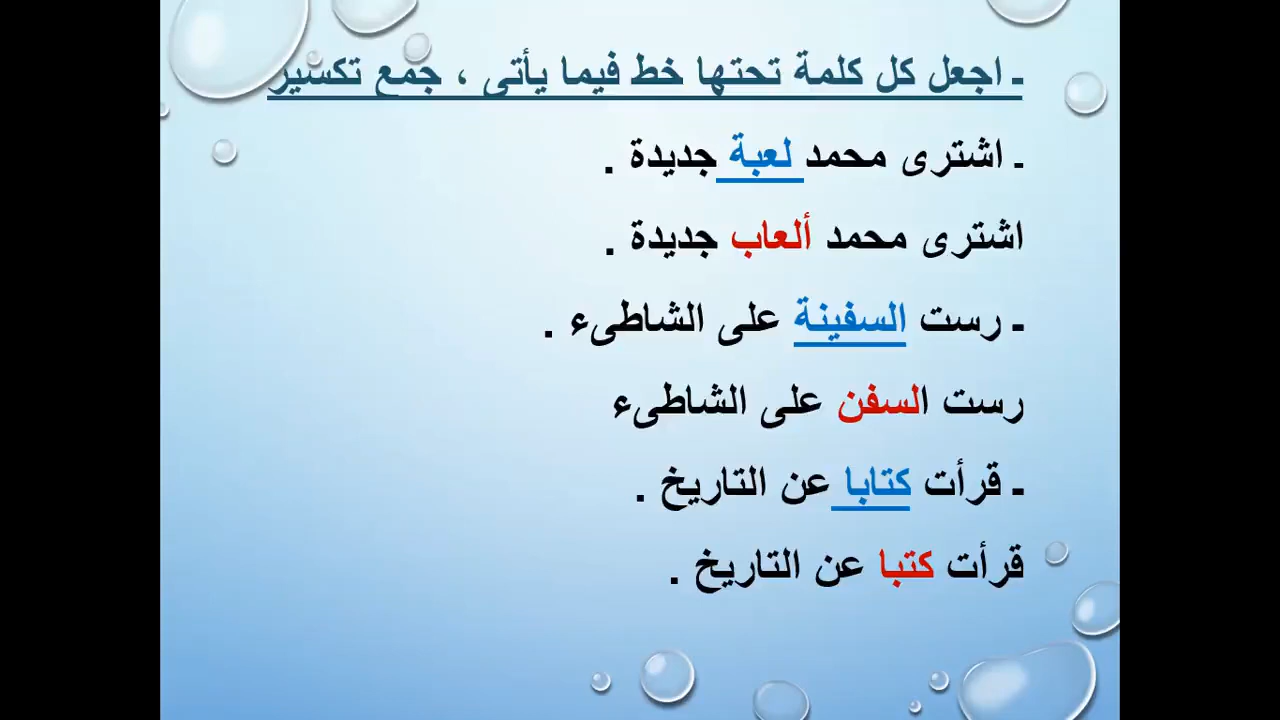 ـ اجعل كل كلمة تحتها خط فيما يأتى ، جمع تكسير
ـ اشترى محمد لعبة جديدة .
اشترى محمد ألعاب جديدة .
ـ رست السفينة على الشاطىء .
رست السفن على الشاطىء
ـ قرأت كتابا عن التاريخ .
قرأت كتبا عن التاريخ .